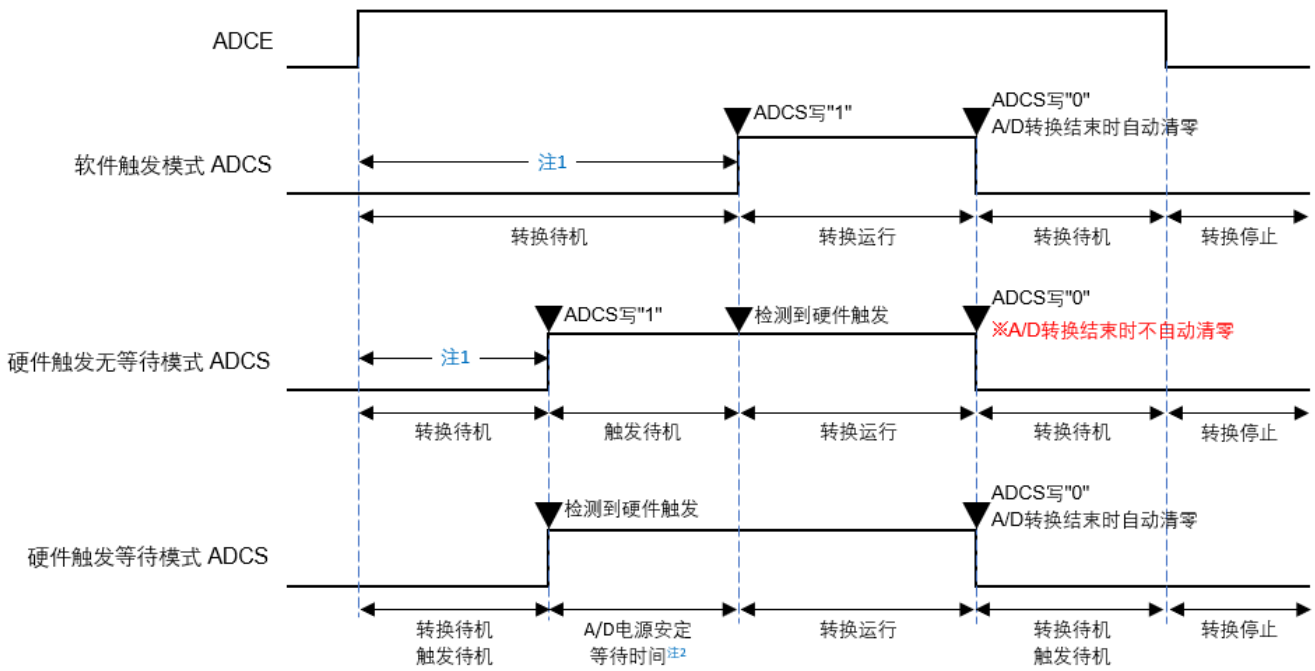 ADCE
ADCS写"1"
ADCS写"0"
A/D转换结束时自动清零
软件触发模式 ADCS
注1
转换待机
转换运行
转换待机
转换停止
ADCS写"1"
检测到硬件触发
ADCS写"0"
※A/D转换结束时不自动清零
硬件触发无等待模式 ADCS
注1
转换待机
触发待机
转换运行
转换待机
转换停止
检测到硬件触发
ADCS写"0"
A/D转换结束时自动清零
硬件触发等待模式 ADCS
转换待机
触发待机
A/D电源安定
等待时间注2
转换运行
转换待机
触发待机
转换停止